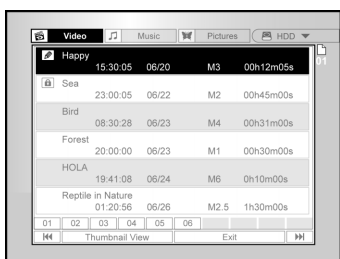 Video Music Pictures HDD
01
Happy
15:30:05 06/20 M3 00h12m05s
Sea
23:00:05 06/22 M2 00h45m00s
Bird
08:30:28 06/23 M4 00h31m00s
Forest
20:00:00 06/23 M1 00h30m00s
HOLA
19:41:08 06/24 M6 0h10m00s
Reptile in Nature
01:20:56 06/26 M2.5 1h30m00s
01 02 03 04 05 06
Thumbnail View Exit